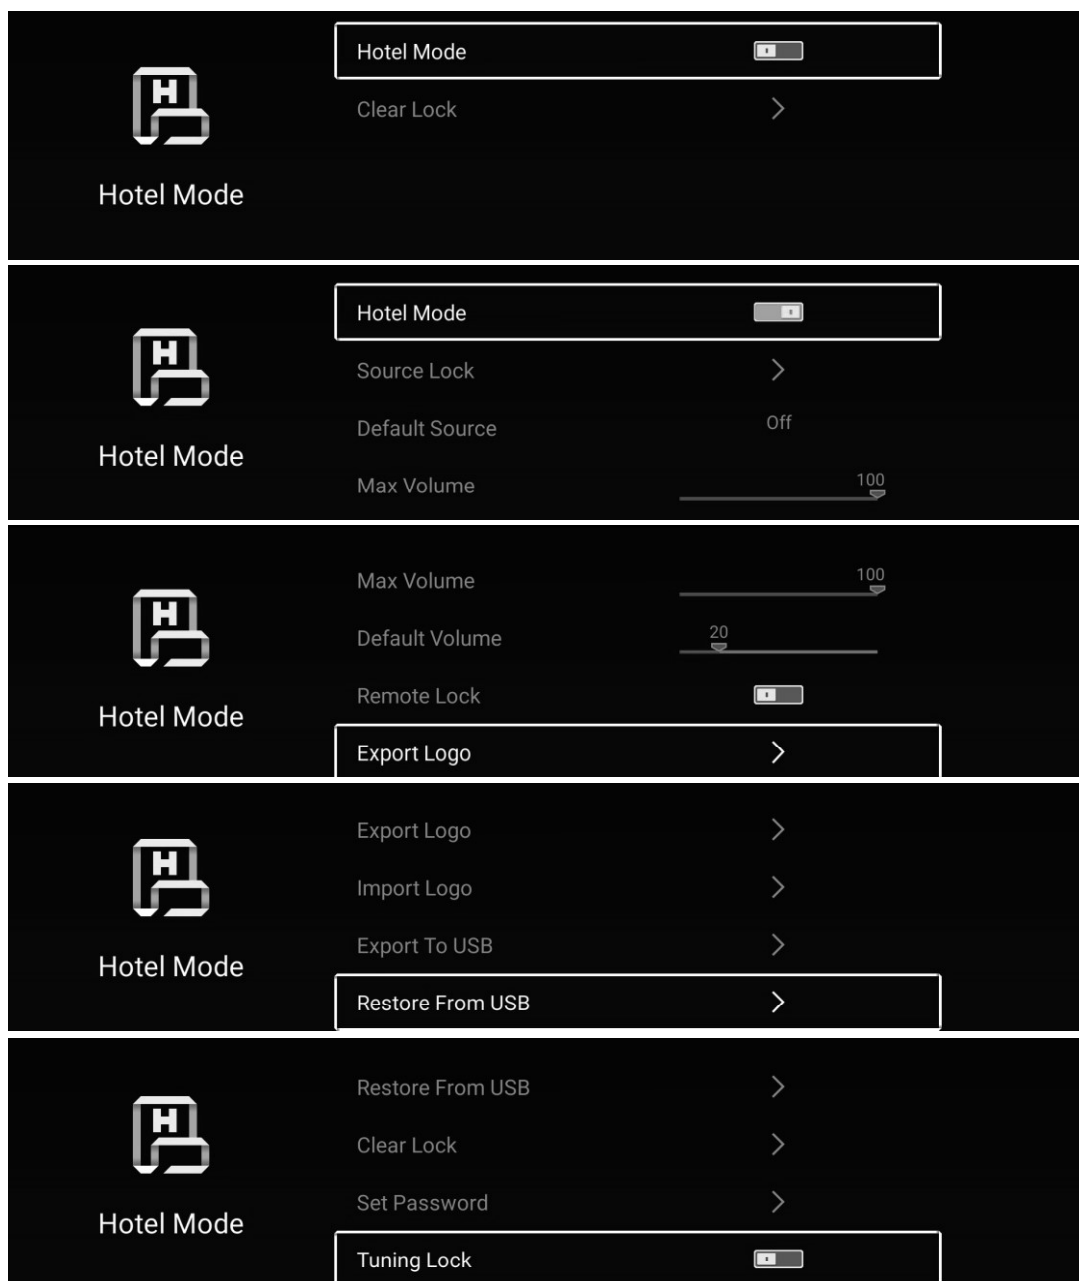 Hotel Mode
Clear Lock
Hotel Mode
Hotel Mode
Source Lock
Default Source Off
Max Volume 100
Hotel Mode
Max Volume 100
Default Volume 20
Remote Lock
Export Logo
Hotel Mode
Export Logo
Import Logo
Export To USB
Restore From USB
Hotel Mode
Restore From USB
Clear Lock
Set Password
Tuning Lock
Hotel Mode